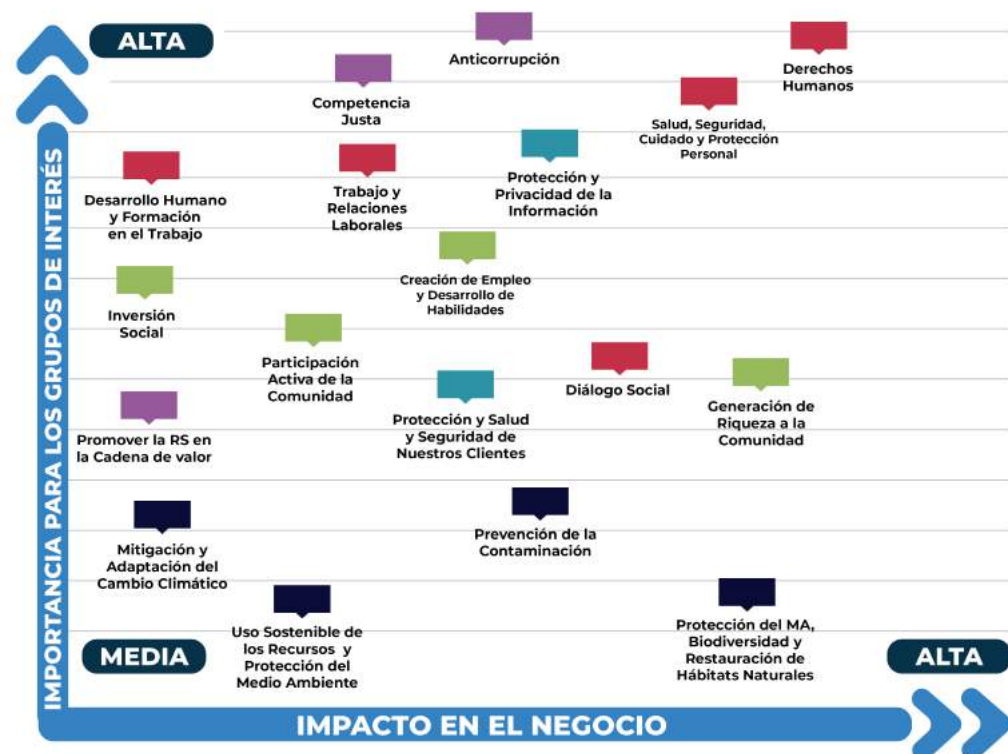 ALTA
Anticorrupción
Derechos
Humanos
Competencia
Justa
Salud, Seguridad,
Cuidado y Protección
Personal
Desarrollo Humano
y Formación
en el Trabajo
Trabajo y
Relaciones
Laborales
Protección y
Privacidad de la
Información
Creación de Empleo
y Desarrollo de
Habilidades
Inversión
Social
Participación
Activa de la
Comunidad
Diálogo Social
Promover la RS en
la Cadena de valor
Protección y Salud
y Seguridad de
Nuestros Clientes
Generación de
Riqueza a la
Comunidad
Mitigación y
Adaptación del
Cambio Climático
Prevención de la
Contaminación
Uso Sostenible de
los Recursos y
Protección del
Medio Ambiente
Protección del MA,
Biodiversidad y
Restauración de
Hábitats Naturales
MEDIA
ALTA
IMPORTANCIA PARA LOS GRUPOS DE INTERÉS
IMPACTO EN EL NEGOCIO